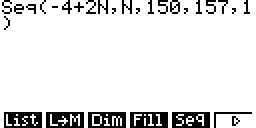 Seq(-4+2N,N,150,157,1
)
List L→M Dim Fill Seq ▷